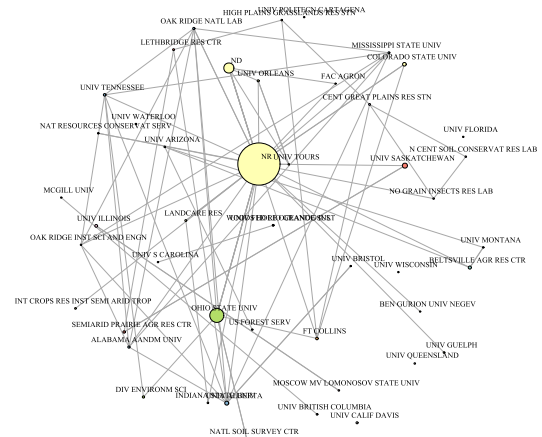 UNIV POLITECN CARTAGENA
HIGH PLAINS GRASSLANDS RES STN
OAK RIDGE NATL LAB
LETHBRIDGE RES CTR
MISSISSIPPI STATE UNIV
COLORADO STATE UNIV
ND
UNIV ORLEANS
FAC AGRON
UNIV TENNESSEE
CENT GREAT PLAINS RES STN
UNIV WATERLOO
NAT RESOURCES CONSERVAT SERV
UNIV FLORIDA
UNIV ARIZONA
N CENT SOIL CONSERVAT RES LAB
NR UNIV TOURS
UNIV SASKATCHEWAN
MCGILL UNIV
NO GRAIN INSECTS RES LAB
LANDCARE RES
UNIV ILLINOIS
OAK RIDGE INST SCI AND ENGN
UNIV MONTANA
UNIV S CAROLINA
UNIV BRISTOL
UNIV WISCONSIN
BELTSVILLE AGR RES CTR
INT CROPS RES INST SEMI ARID TROP
OHIO STATE UNIV
BEN GURION UNIV NEGEV
SEMIARID PRAIRIE AGR RES CTR
US FOREST SERV
FT COLLINS
ALABAMA AANDM UNIV
UNIV GUELPH
UNIV QUEENSLAND
DIV ENVIRONM SCI
MOSCOW MV LOMONOSOV STATE UNIV
INDIANA
UNIV BRITISH COLUMBIA
UNIV CALIF DAVIS
NATL SOIL SURVEY CTR